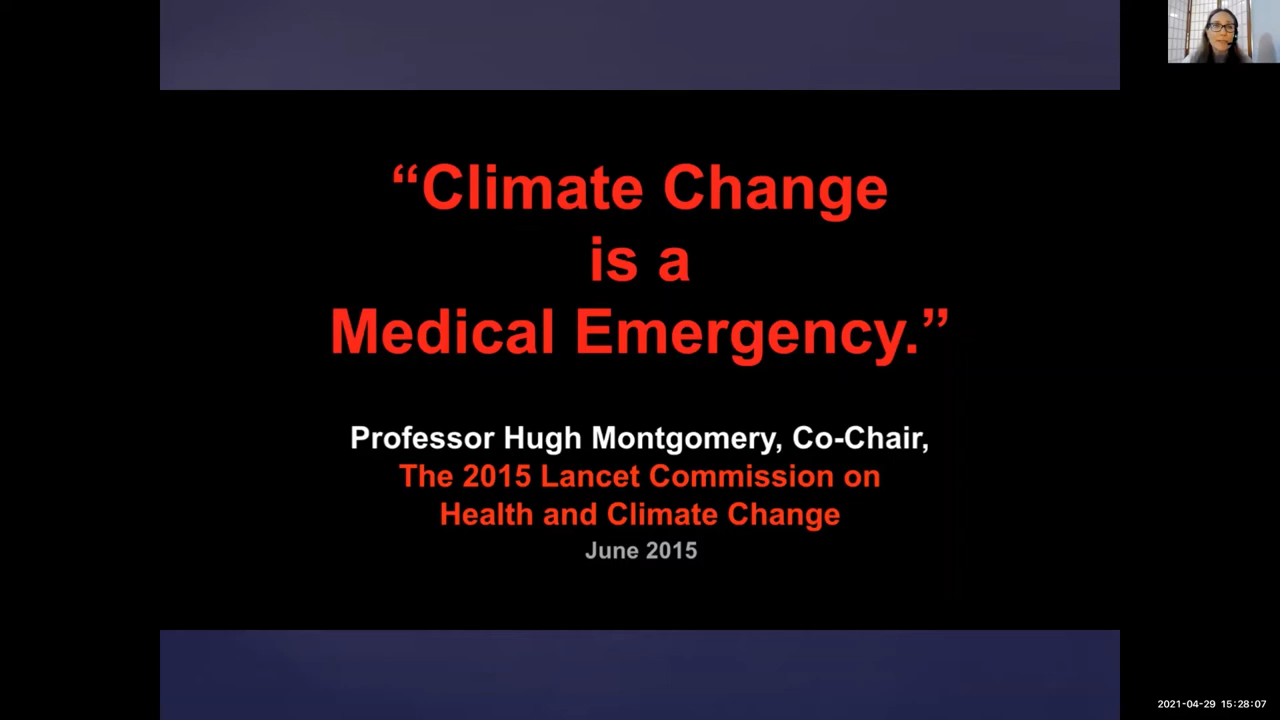 “Climate Change
is a
Medical Emergency.”
Professor Hugh Montgomery, Co-Chair,
The 2015 Lancet Commission on
Health and Climate Change
June 2015
2021-04-29 15:28:07